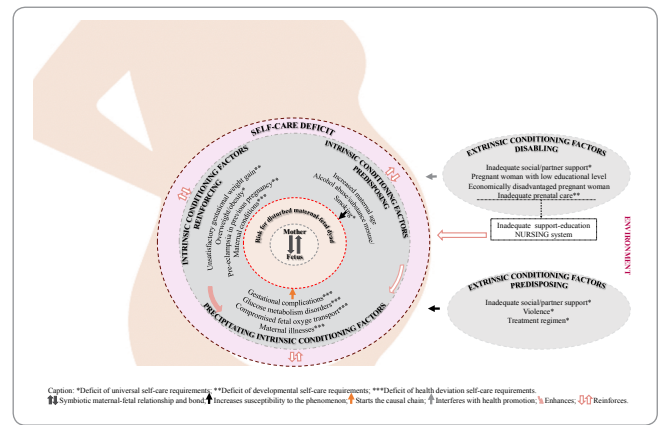 SELF-CARE DEFICIT
INTRINSIC CONDITIONING FACTORS
REINFORCING
Unsatisfactory gestational weight gain**
Overweight/obesity*
Pre-eclampsia in previous pregnancy**
Maternal conditions***
INTRINSIC CONDITIONING FACTORS
PREDISPOSING
Increased maternal age
Alcohol abuse/substance misuse/
Smoking*
Risk for disturbed maternal-fetal dyad
Mother
Fetus
Gestational complications***
Glucose metabolism disorders***
Compromised fetal oxyge transport***
Maternal illnesses***
PRECIPITATING INTRINSIC CONDITIONING FACTORS
EXTRINSIC CONDITIONING FACTORS
DISABLING
Inadequate social/partner support*
Pregnant woman with low educational level
Economically disadvantaged pregnant woman
Inadequate prenatal care**
Inadequate support-education
NURSING system
ENVIRONMENT
EXTRINSIC CONDITIONING FACTORS
PREDISPOSING
Inadequate social/partner support*
Violence*
Treatment regimen*
Caption: *Deficit of universal self-care requirements; **Deficit of developmental self-care requirements; ***Deficit of health deviation self-care requirements.
Symbiotic maternal-fetal relationship and bond; Increases susceptibility to the phenomenon; Starts the causal chain; Interferes with health promotion; Enhances; Reinforces.